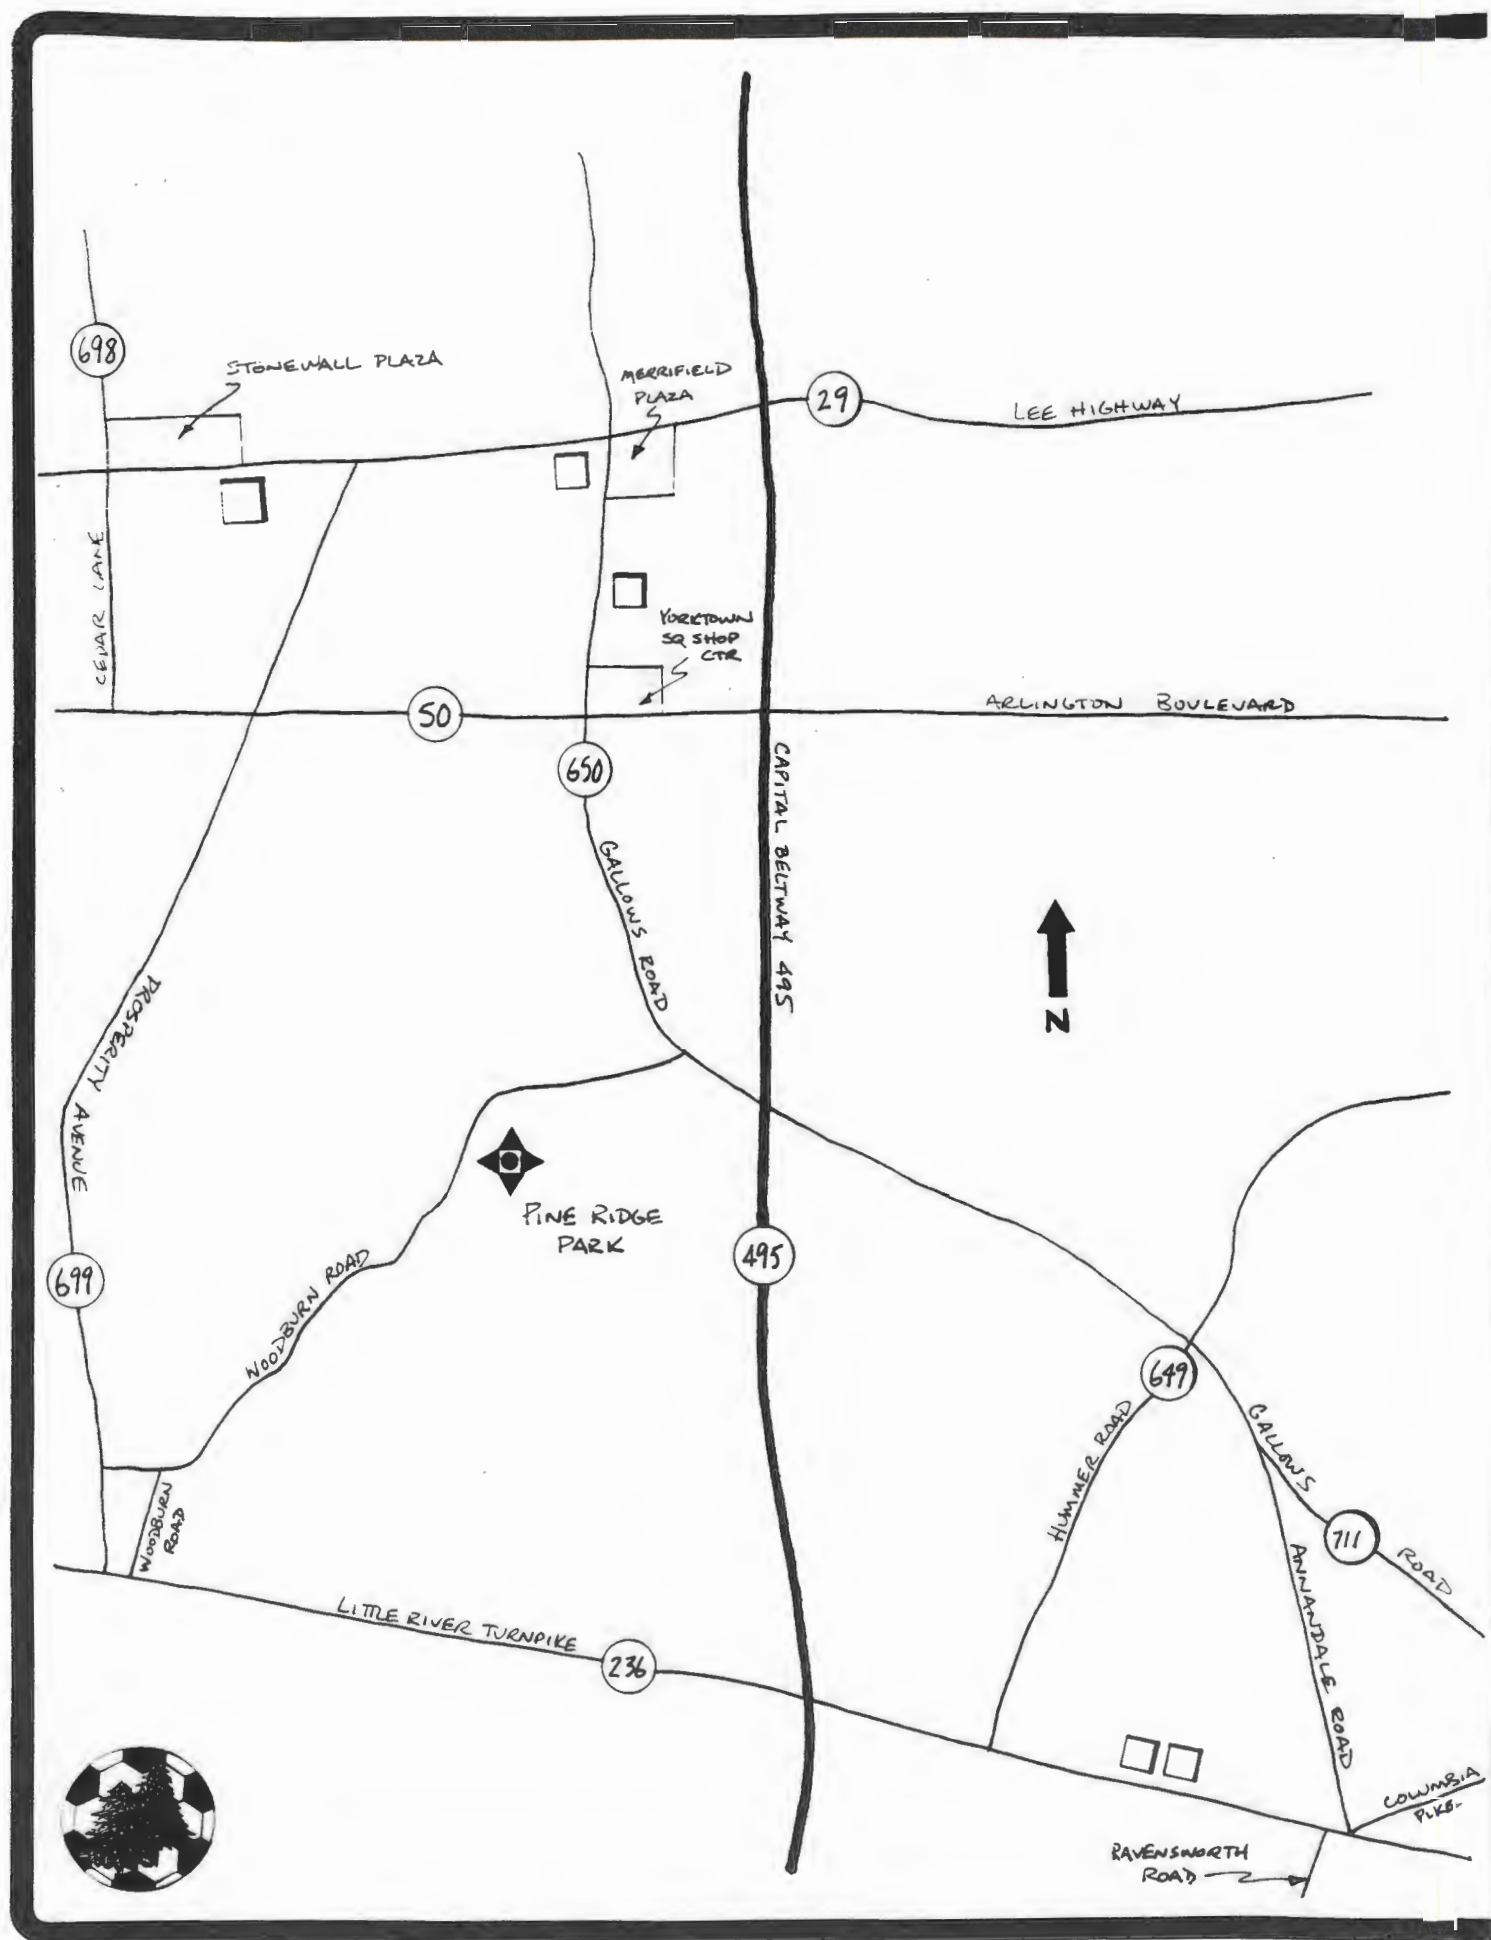 698
STONEWALL PLAZA
MERRIFIELD
PLAZA
29
LEE HIGHWAY
CEDAR LANE
YORKTOWN
SQ SHOP
CTR
50
ARLINGTON BOULEVARD
650
GALLOWS ROAD
CAPITAL BELTWAY 495
N
PROSPERITY AVENUE
PINE RIDGE
PARK
495
699
WOODBURN ROAD
649
HUMMER ROAD
GALLOWS
711
ROAD
WOODBURN
ROAD
ANNANDALE ROAD
LITTLE RIVER TURNPIKE
236
COLUMBIA
PIKE
RAVENSWORTH
ROAD